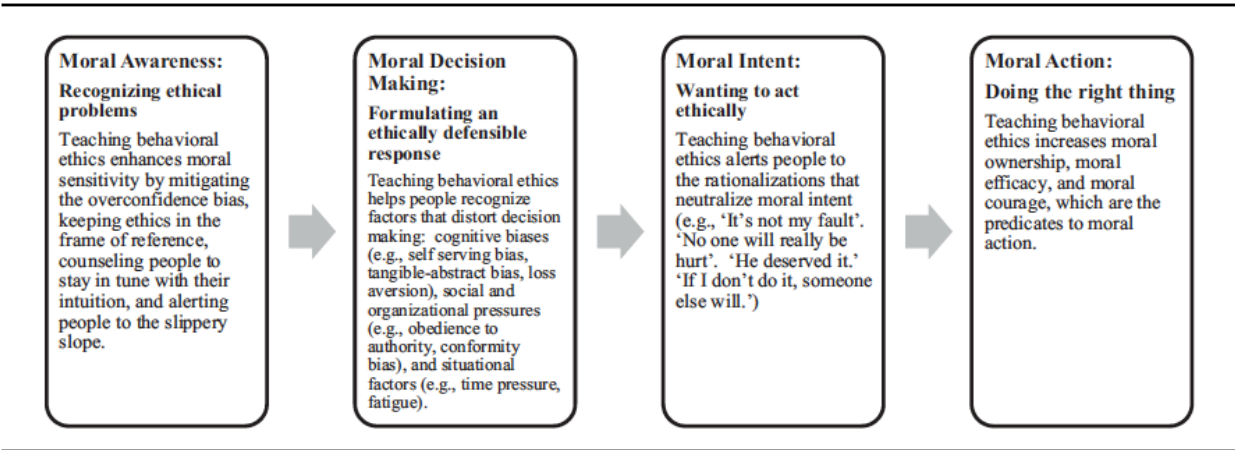 Moral Awareness:
Recognizing ethical
problems
Teaching behavioral
ethics enhances moral
sensitivity by mitigating
the overconfidence bias,
keeping ethics in the
frame of reference,
counseling people to
stay in tune with their
intuition, and alerting
people to the slippery
slope.
Moral Decision
Making:
Formulating an
ethically defensible
response
Teaching behavioral ethics
helps people recognize
factors that distort decision
making: cognitive biases
(e.g., self serving bias,
tangible-abstract bias, loss
aversion), social and
organizational pressures
(e.g., obedience to
authority, conformity
bias), and situational
factors (e.g., time pressure,
fatigue).
Moral Intent:
Wanting to act
ethically
Teaching behavioral
ethics alerts people to
the rationalizations that
neutralize moral intent
(e.g., ‘It’s not my fault’.
‘No one will really be
hurt’. ‘He deserved it.’
‘If I don’t do it, someone
else will.’)
Moral Action:
Doing the right thing
Teaching behavioral
ethics increases moral
ownership, moral
efficacy, and moral
courage, which are the
predicates to moral
action.